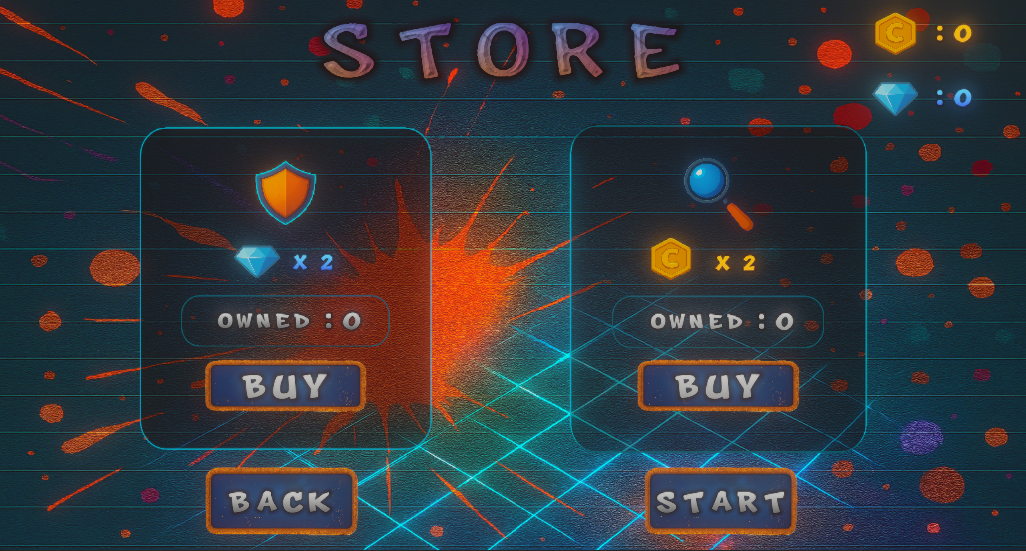 STORE
C : 0
: 0
X 2
C X 2
OWNED : 0
OWNED : 0
BUY
BUY
BACK
START